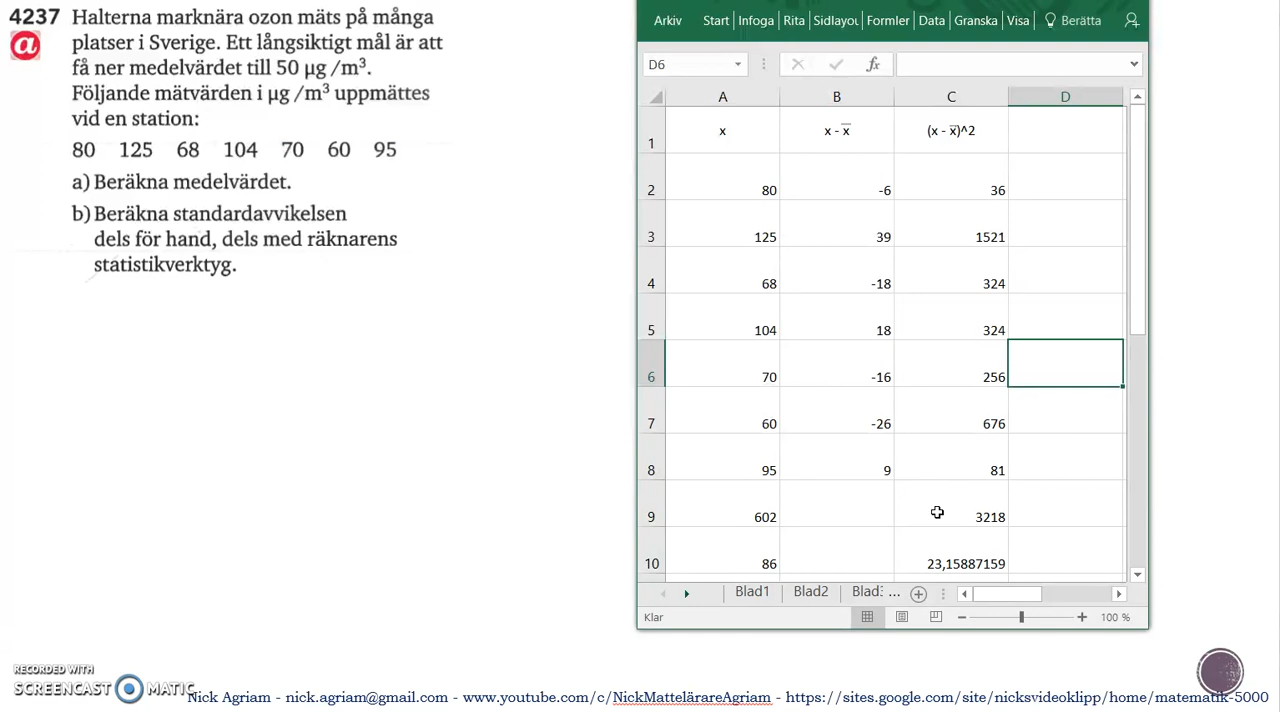 4237 Halterna marknära ozon mäts på många
a platser i Sverige. Ett långsiktigt mål är att
få ner medelvärdet till 50 µg /m³.
Följande mätvärden i µg /m³ uppmättes
vid en station:
80 125 68 104 70 60 95
a) Beräkna medelvärdet.
b) Beräkna standardavvikelsen
dels för hand, dels med räknarens
statistikverktyg.
Arkiv Start Infoga Rita Sidlayou Formler Data Granska Visa Berätta
D6 fx
A B C D
1 x x - x̅ (x - x̅)^2
2 80 -6 36
3 125 39 1521
4 68 -18 324
5 104 18 324
6 70 -16 256
7 60 -26 676
8 95 9 81
9 602 3218
10 86 23,15887159
Blad1 Blad2 Blad: ...
Klar 100 %
RECORDED WITH
SCREENCAST MATIC
Nick Agriam - nick.agriam@gmail.com - www.youtube.com/c/NickMattelärareAgriam - https://sites.google.com/site/nicksvideoklipp/home/matematik-5000